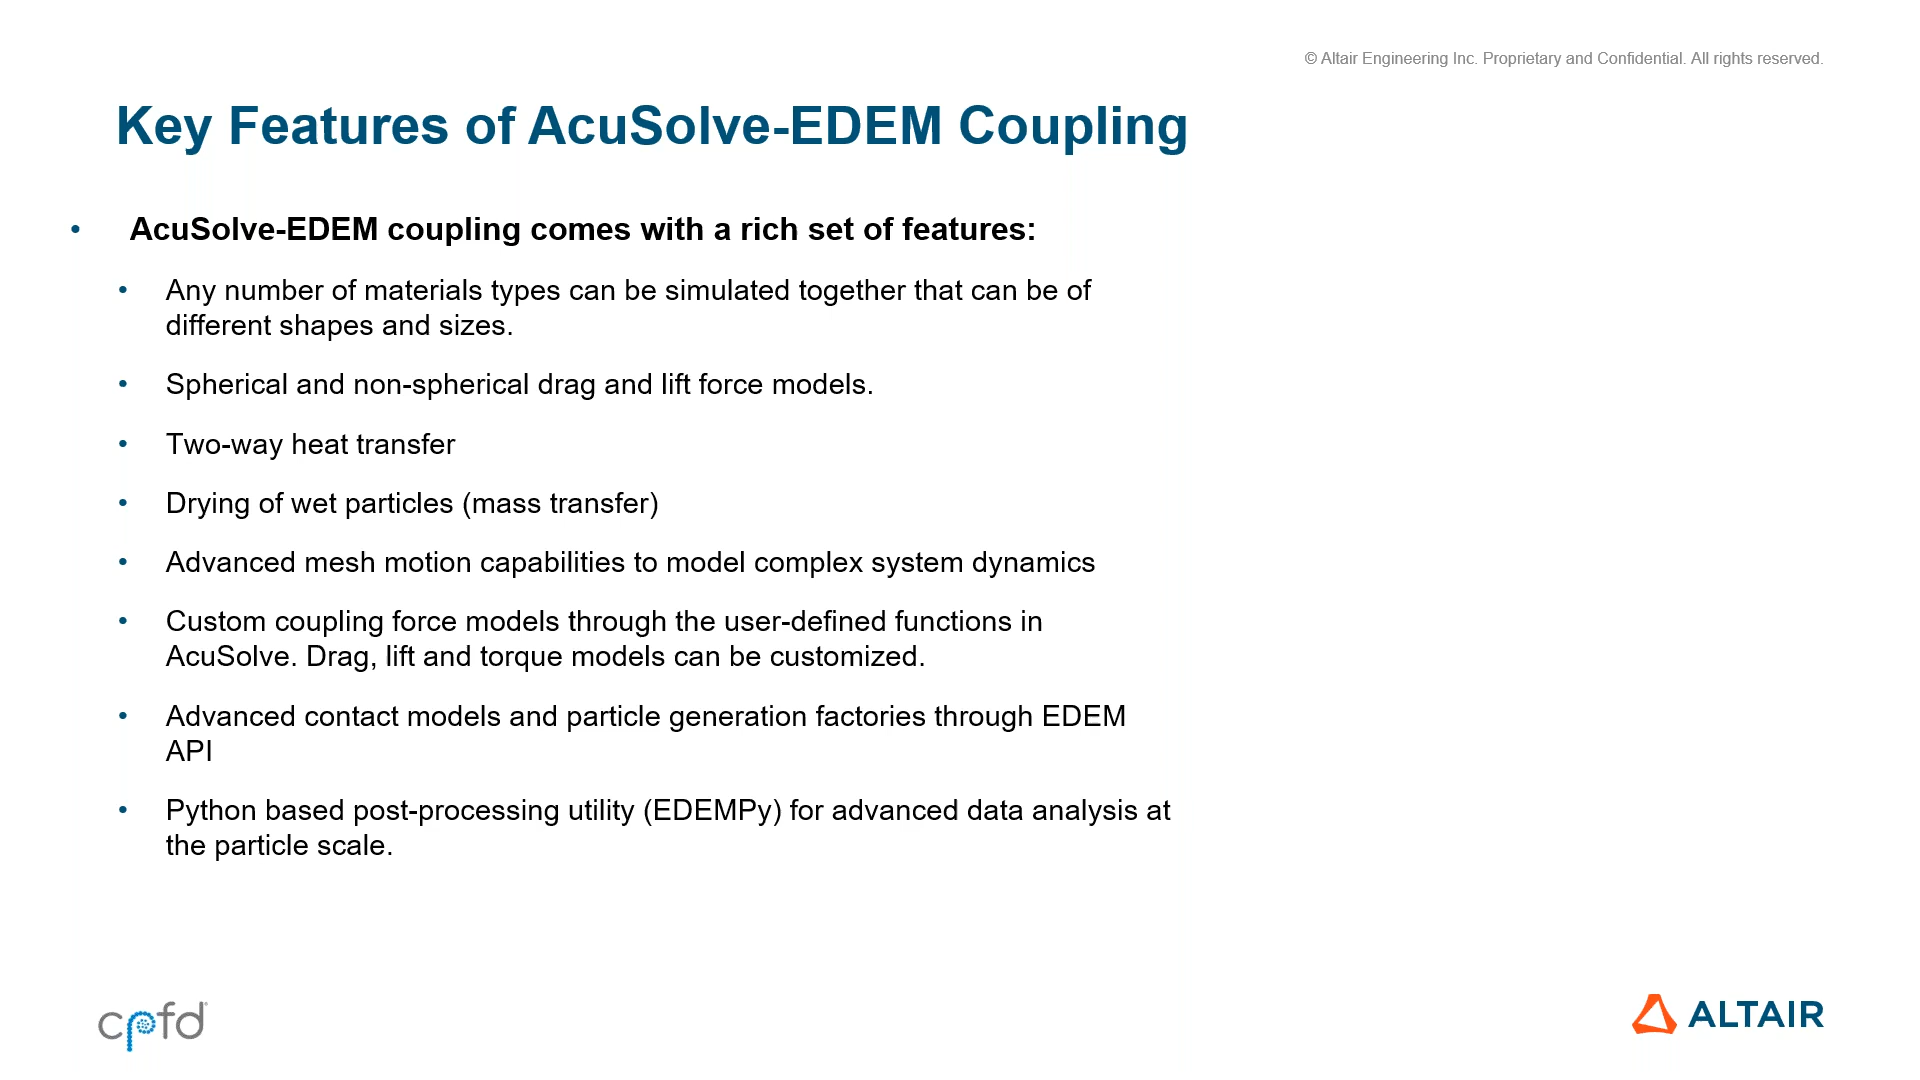 © Altair Engineering Inc. Proprietary and Confidential. All rights reserved.
Key Features of AcuSolve-EDEM Coupling
• AcuSolve-EDEM coupling comes with a rich set of features:
• Any number of materials types can be simulated together that can be of
different shapes and sizes.
• Spherical and non-spherical drag and lift force models.
• Two-way heat transfer
• Drying of wet particles (mass transfer)
• Advanced mesh motion capabilities to model complex system dynamics
• Custom coupling force models through the user-defined functions in
AcuSolve. Drag, lift and torque models can be customized.
• Advanced contact models and particle generation factories through EDEM
API
• Python based post-processing utility (EDEMPy) for advanced data analysis at
the particle scale.
cpfd
ALTAIR